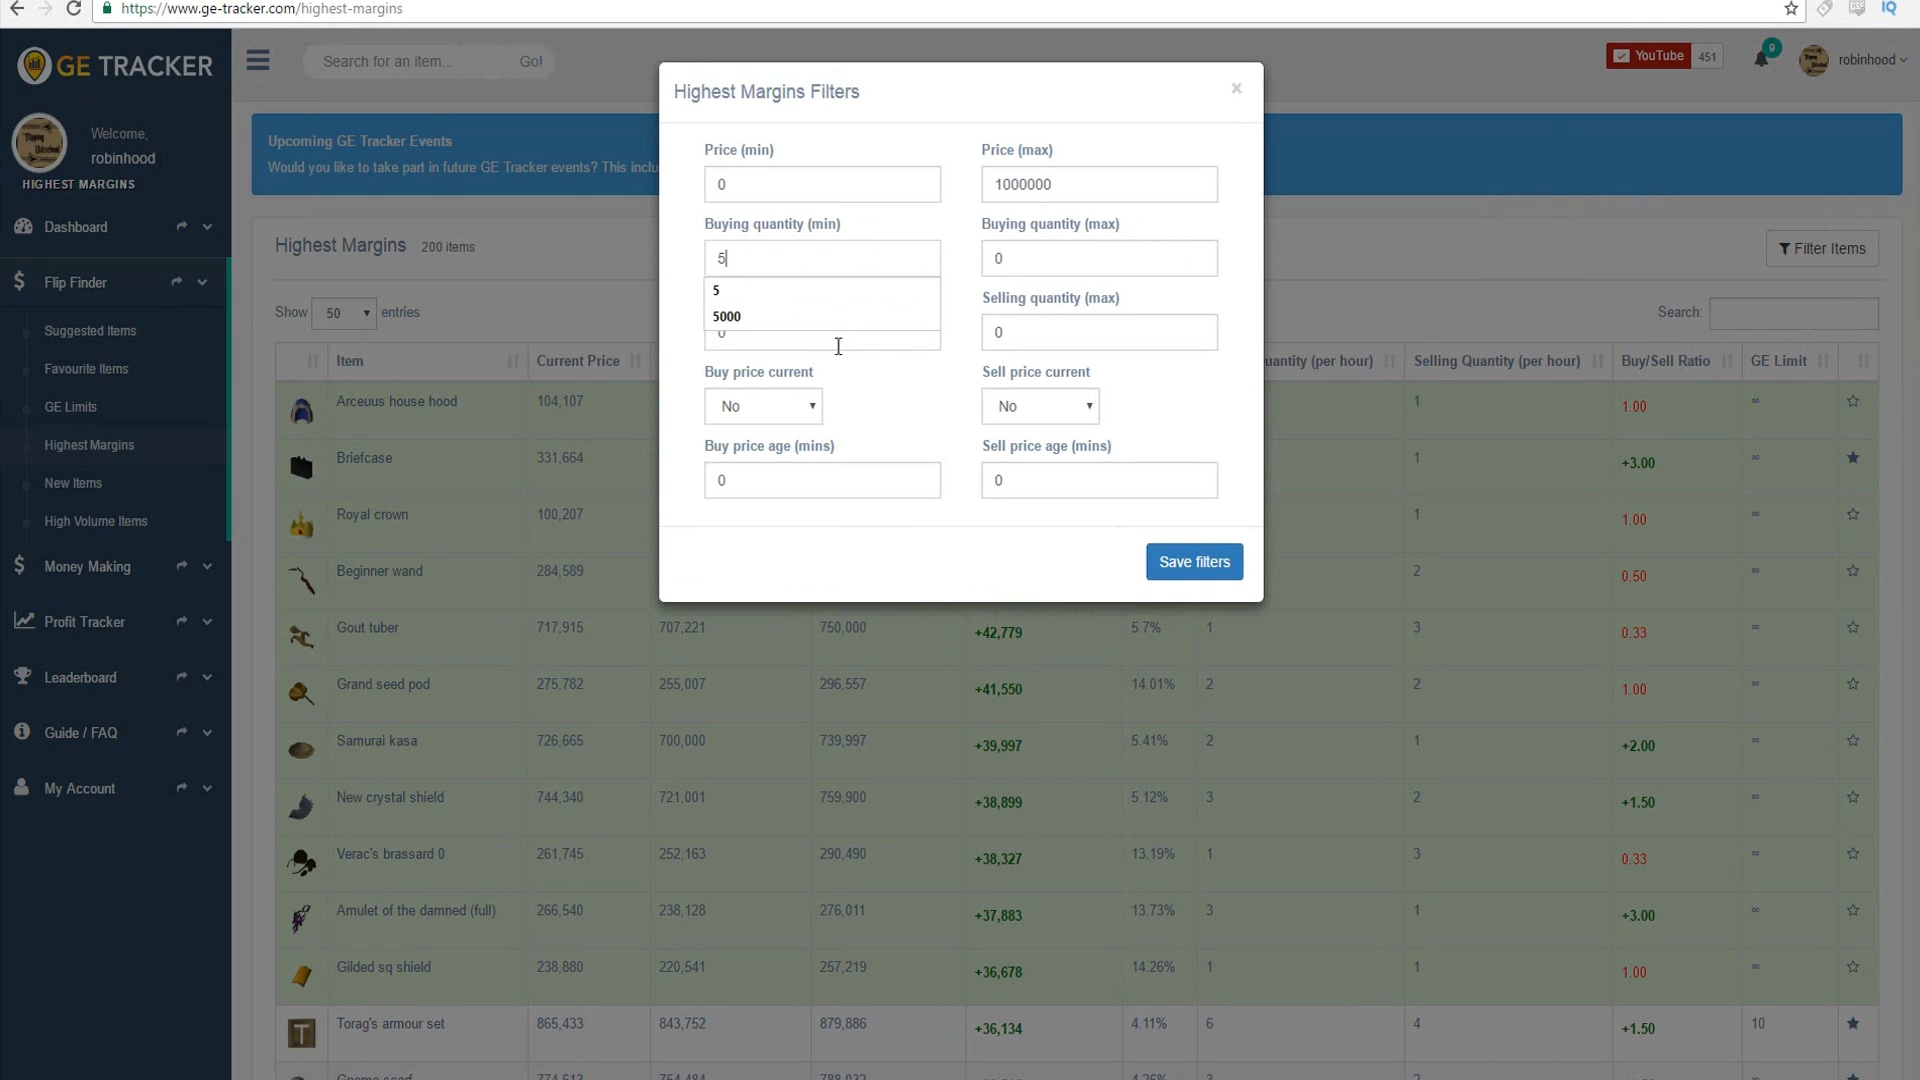 https://www.ge-tracker.com/highest-margins
GE TRACKER
Search for an item...
Go!
YouTube
451
9
robinhood
Welcome,
robinhood
HIGHEST MARGINS
Dashboard
Flip Finder
Suggested Items
Favourite Items
GE Limits
Highest Margins
New Items
High Volume Items
Money Making
Profit Tracker
Leaderboard
Guide / FAQ
My Account
Upcoming GE Tracker Events
Would you like to take part in future GE Tracker events? This inclu
Highest Margins 200 items
Filter Items
Show 50 entries
Search:
Highest Margins Filters
×
Price (min)
Price (max)
0
1000000
Buying quantity (min)
Buying quantity (max)
5
0
5
5000
Selling quantity (max)
0
0
Buy price current
Sell price current
No
No
Buy price age (mins)
Sell price age (mins)
0
0
Save filters
Item Current Price uantity (per hour) Selling Quantity (per hour) Buy/Sell Ratio GE Limit
Arceuus house hood 104,107 1 1.00 ∞
Briefcase 331,664 1 +3.00 ∞
Royal crown 100,207 1 1.00 ∞
Beginner wand 284,589 2 0.50 ∞
Gout tuber 717,915 707,221 750,000 +42,779 5.7% 1 3 0.33 ∞
Grand seed pod 275,782 255,007 296,557 +41,550 14.01% 2 2 1.00 ∞
Samurai kasa 726,665 700,000 739,997 +39,997 5.41% 2 1 +2.00 ∞
New crystal shield 744,340 721,001 759,900 +38,899 5.12% 3 2 +1.50 ∞
Verac's brassard 0 261,745 252,163 290,490 +38,327 13.19% 1 3 0.33 ∞
Amulet of the damned (full) 266,540 238,128 276,011 +37,883 13.73% 3 1 +3.00 ∞
Gilded sq shield 238,880 220,541 257,219 +36,678 14.26% 1 1 1.00 ∞
Torag's armour set 865,433 843,752 879,886 +36,134 4.11% 6 4 +1.50 10